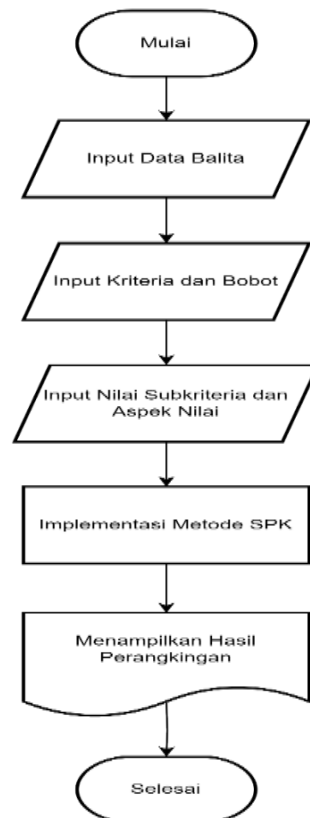 Mulai
Input Data Balita
Input Kriteria dan Bobot
Input Nilai Subkriteria dan
Aspek Nilai
Implementasi Metode SPK
Menampilkan Hasil
Perangkingan
Selesai